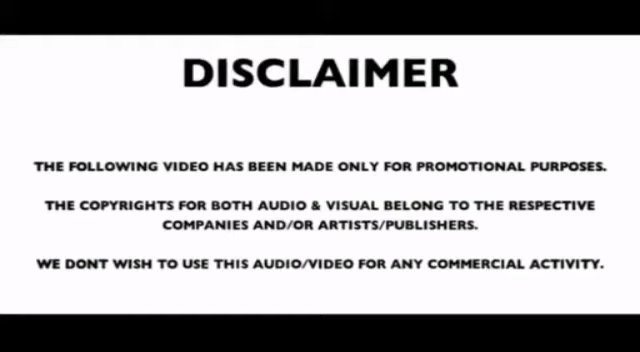 DISCLAIMER
THE FOLLOWING VIDEO HAS BEEN MADE ONLY FOR PROMOTIONAL PURPOSES.
THE COPYRIGHTS FOR BOTH AUDIO & VISUAL BELONG TO THE RESPECTIVE
COMPANIES AND/OR ARTISTS/PUBLISHERS.
WE DONT WISH TO USE THIS AUDIO/VIDEO FOR ANY COMMERCIAL ACTIVITY.